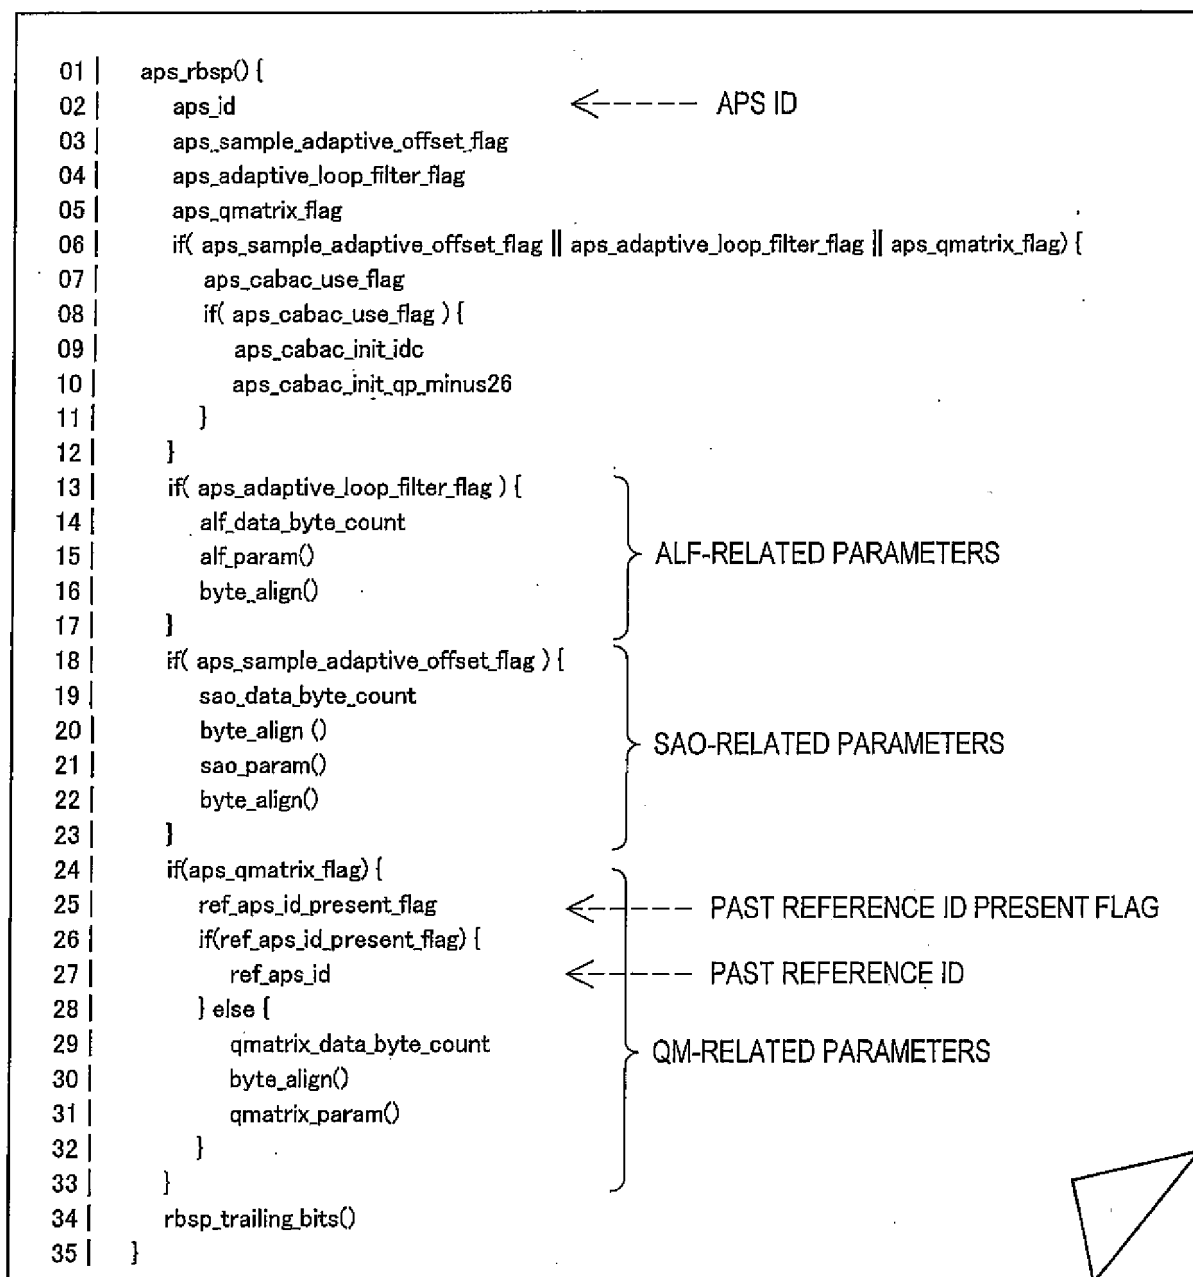 01 | aps_rbsp() {
02 | aps_id <----- APS ID
03 | aps_sample_adaptive_offset_flag
04 | aps_adaptive_loop_filter_flag
05 | aps_qmatrix_flag
06 | if( aps_sample_adaptive_offset_flag || aps_adaptive_loop_filter_flag || aps_qmatrix_flag) {
07 | aps_cabac_use_flag
08 | if( aps_cabac_use_flag ) {
09 | aps_cabac_init_idc
10 | aps_cabac_init_qp_minus26
11 | }
12 | }
13 | if( aps_adaptive_loop_filter_flag ) {
14 | alf_data_byte_count
15 | alf_param() ALF-RELATED PARAMETERS
16 | byte_align()
17 | }
18 | if( aps_sample_adaptive_offset_flag ) {
19 | sao_data_byte_count
20 | byte_align () SAO-RELATED PARAMETERS
21 | sao_param()
22 | byte_align()
23 | }
24 | if(aps_qmatrix_flag) {
25 | ref_aps_id_present_flag <----- PAST REFERENCE ID PRESENT FLAG
26 | if(ref_aps_id_present_flag) {
27 | ref_aps_id <----- PAST REFERENCE ID
28 | } else {
29 | qmatrix_data_byte_count QM-RELATED PARAMETERS
30 | byte_align()
31 | qmatrix_param()
32 | }
33 | }
34 | rbsp_trailing_bits()
35 | }